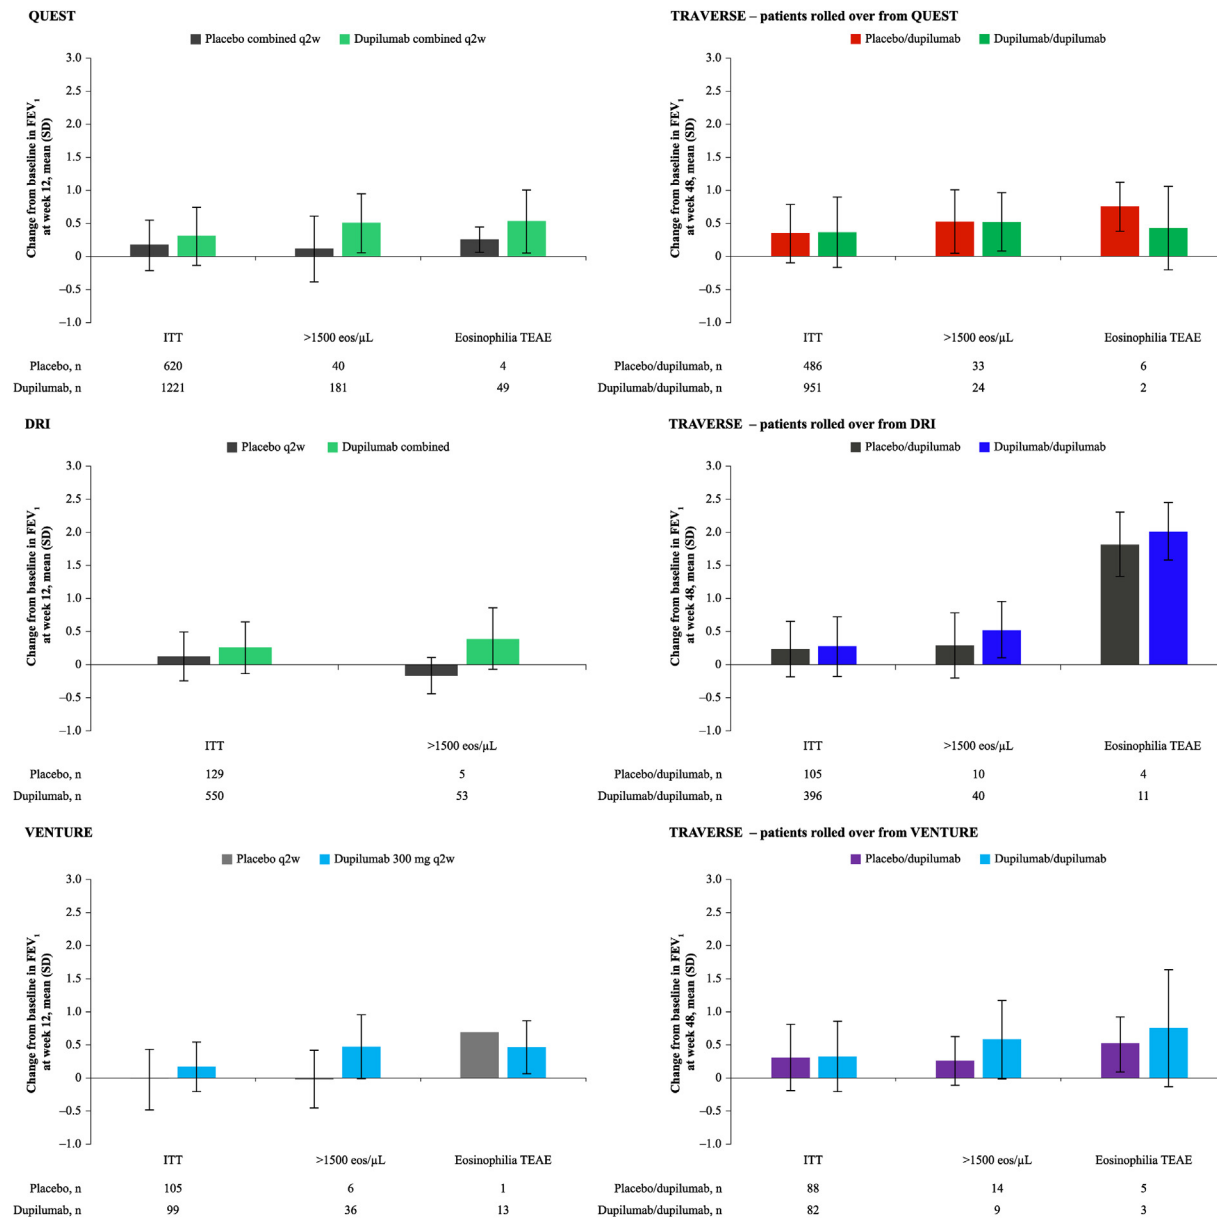 QUEST
Placebo combined q2w Dupilumab combined q2w
Change from baseline in FEV₁
at week 12, mean (SD)
3.0
2.5
2.0
1.5
1.0
0.5
0
–0.5
–1.0
ITT >1500 eos/µL Eosinophilia TEAE
Placebo, n 620 40 4
Dupilumab, n 1221 181 49
TRAVERSE – patients rolled over from QUEST
Placebo/dupilumab Dupilumab/dupilumab
Change from baseline in FEV₁
at week 48, mean (SD)
3.0
2.5
2.0
1.5
1.0
0.5
0
–0.5
–1.0
ITT >1500 eos/µL Eosinophilia TEAE
Placebo/dupilumab, n 486 33 6
Dupilumab/dupilumab, n 951 24 2
DRI
Placebo q2w Dupilumab combined
Change from baseline in FEV₁
at week 12, mean (SD)
3.0
2.5
2.0
1.5
1.0
0.5
0
–0.5
–1.0
ITT >1500 eos/µL
Placebo, n 129 5
Dupilumab, n 550 53
TRAVERSE – patients rolled over from DRI
Placebo/dupilumab Dupilumab/dupilumab
Change from baseline in FEV₁
at week 48, mean (SD)
3.0
2.5
2.0
1.5
1.0
0.5
0
–0.5
–1.0
ITT >1500 eos/µL Eosinophilia TEAE
Placebo/dupilumab, n 105 10 4
Dupilumab/dupilumab, n 396 40 11
VENTURE
Placebo q2w Dupilumab 300 mg q2w
Change from baseline in FEV₁
at week 12, mean (SD)
3.0
2.5
2.0
1.5
1.0
0.5
0
–0.5
–1.0
ITT >1500 eos/µL Eosinophilia TEAE
Placebo, n 105 6 1
Dupilumab, n 99 36 13
TRAVERSE – patients rolled over from VENTURE
Placebo/dupilumab Dupilumab/dupilumab
Change from baseline in FEV₁
at week 48, mean (SD)
3.0
2.5
2.0
1.5
1.0
0.5
0
–0.5
–1.0
ITT >1500 eos/µL Eosinophilia TEAE
Placebo/dupilumab, n 88 14 5
Dupilumab/dupilumab, n 82 9 3